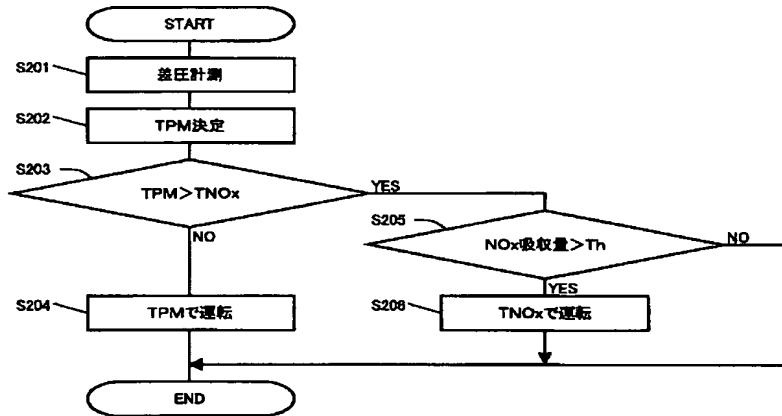 START
S201
差圧計測
S202
TPM決定
S203
TPM＞TNOx
YES
NO
S205
NOx吸収量＞Th
NO
YES
S204
TPMで運転
S206
TNOxで運転
END